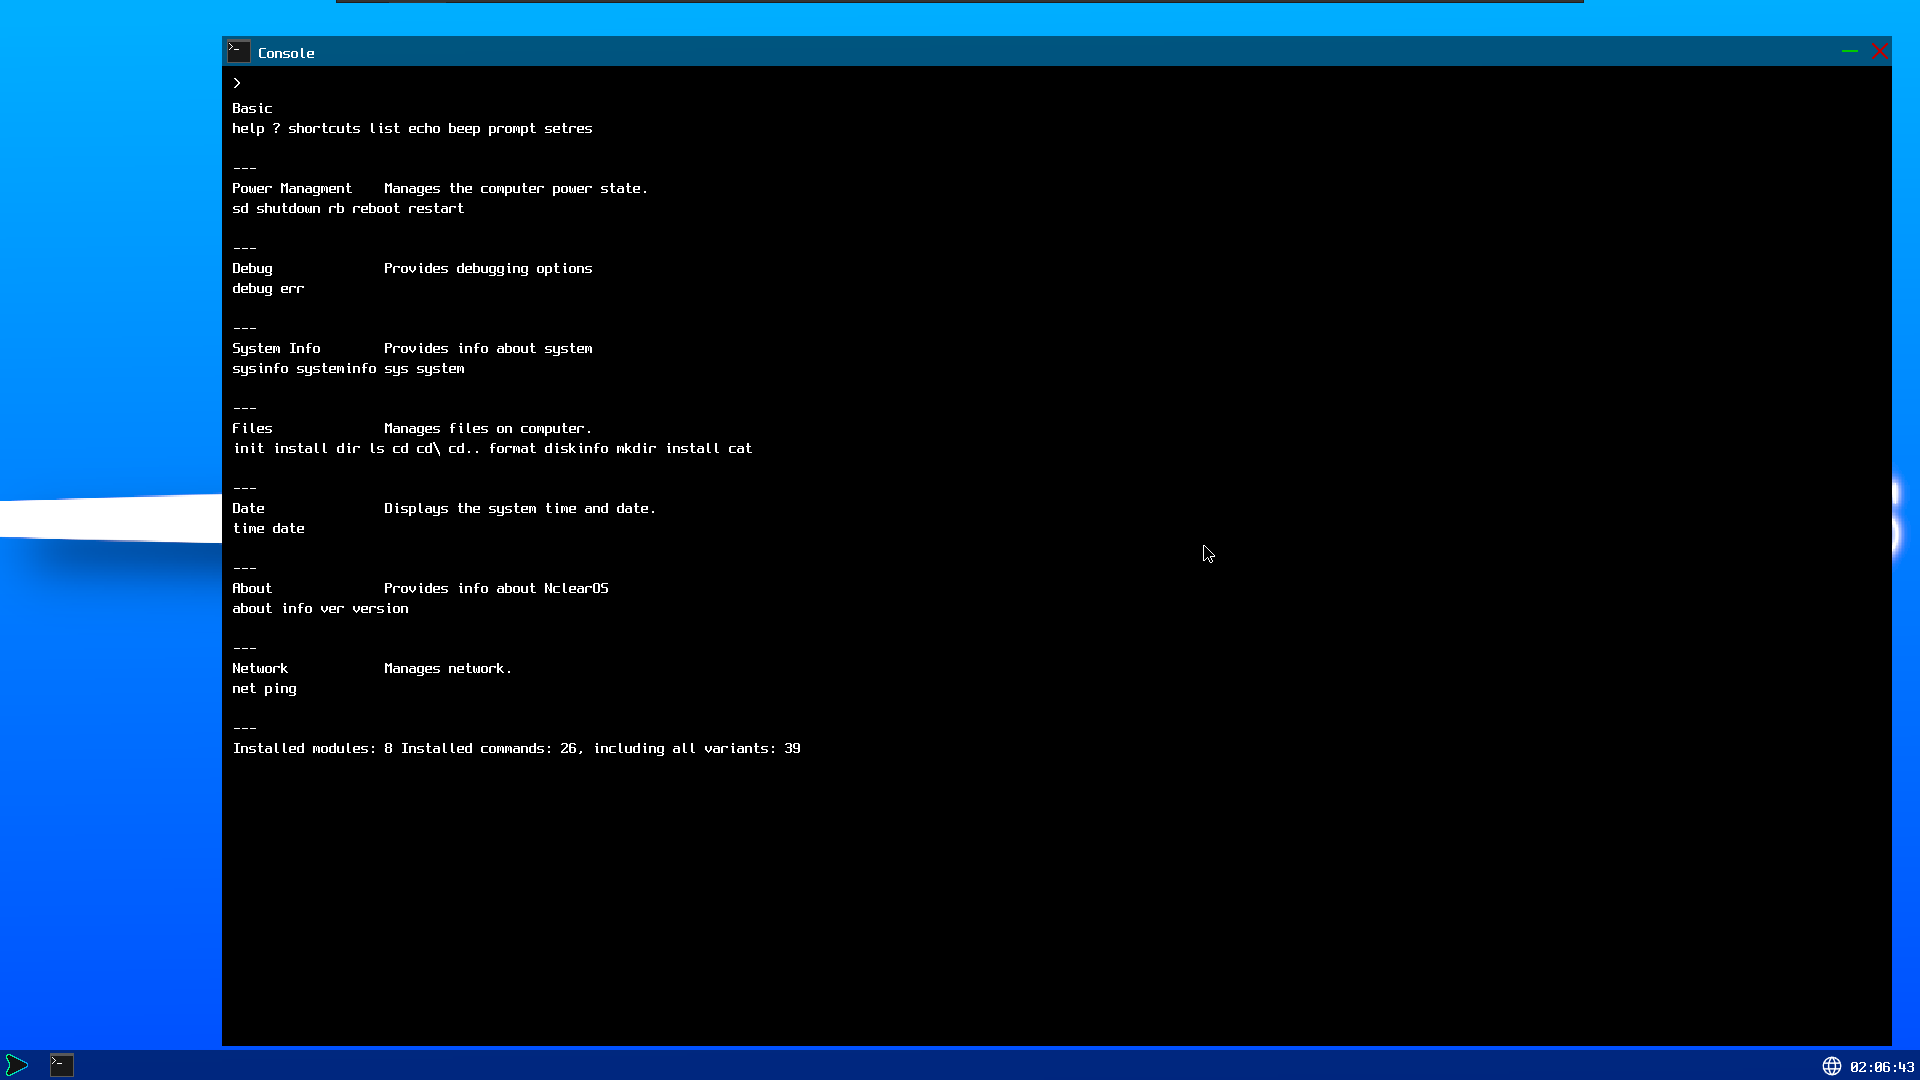 Console
>
Basic
help ? shortcuts list echo beep prompt setres
---
Power Managment    Manages the computer power state.
sd shutdown rb reboot restart
---
Debug              Provides debugging options
debug err
---
System Info        Provides info about system
sysinfo systeminfo sys system
---
Files              Manages files on computer.
init install dir ls cd cd\ cd.. format diskinfo mkdir install cat
---
Date               Displays the system time and date.
time date
---
About              Provides info about NclearOS
about info ver version
---
Network            Manages network.
net ping
---
Installed modules: 8 Installed commands: 26, including all variants: 39
02:06:43